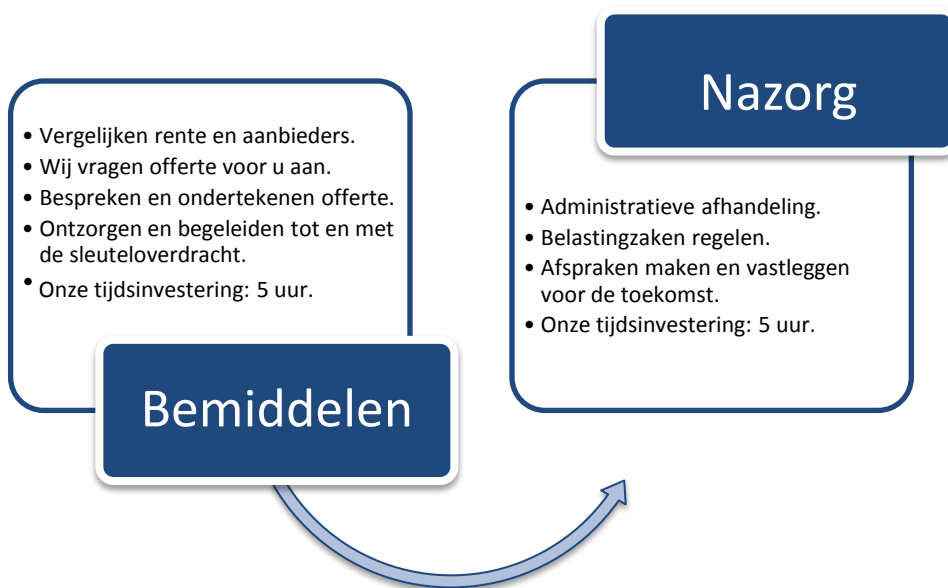 • Vergelijken rente en aanbieders.
• Wij vragen offerte voor u aan.
• Bespreken en ondertekenen offerte.
• Ontzorgen en begeleiden tot en met
de sleuteloverdracht.
• Onze tijdsinvestering: 5 uur.
Bemiddelen
Nazorg
• Administratieve afhandeling.
• Belastingzaken regelen.
• Afspraken maken en vastleggen
voor de toekomst.
• Onze tijdsinvestering: 5 uur.